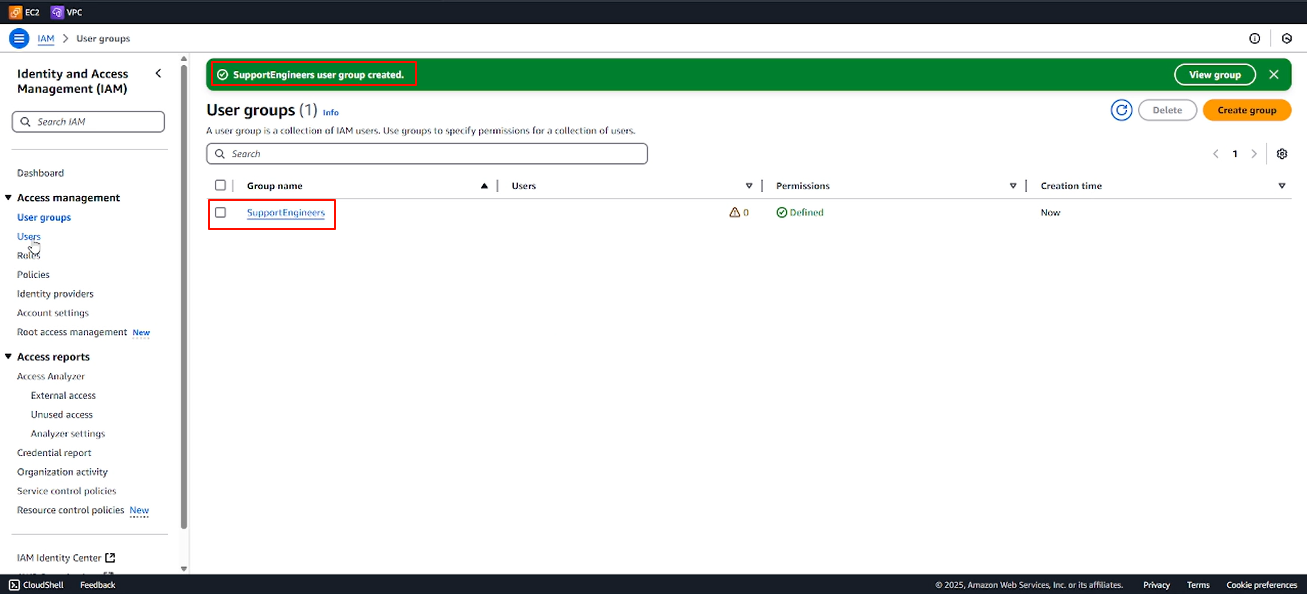 EC2 VPC
IAM > User groups
Identity and Access
Management (IAM)
Search IAM
Dashboard
Access management
User groups
Users
Roles
Policies
Identity providers
Account settings
Root access management New
Access reports
Access Analyzer
External access
Unused access
Analyzer settings
Credential report
Organization activity
Service control policies
Resource control policies New
IAM Identity Center
SupportEngineers user group created.
View group
User groups (1) Info
Delete
Create group
A user group is a collection of IAM users. Use groups to specify permissions for a collection of users.
Search
1
Group name Users Permissions Creation time
SupportEngineers 0 Defined Now
CloudShell Feedback © 2025, Amazon Web Services, Inc. or its affiliates. Privacy Terms Cookie preferences